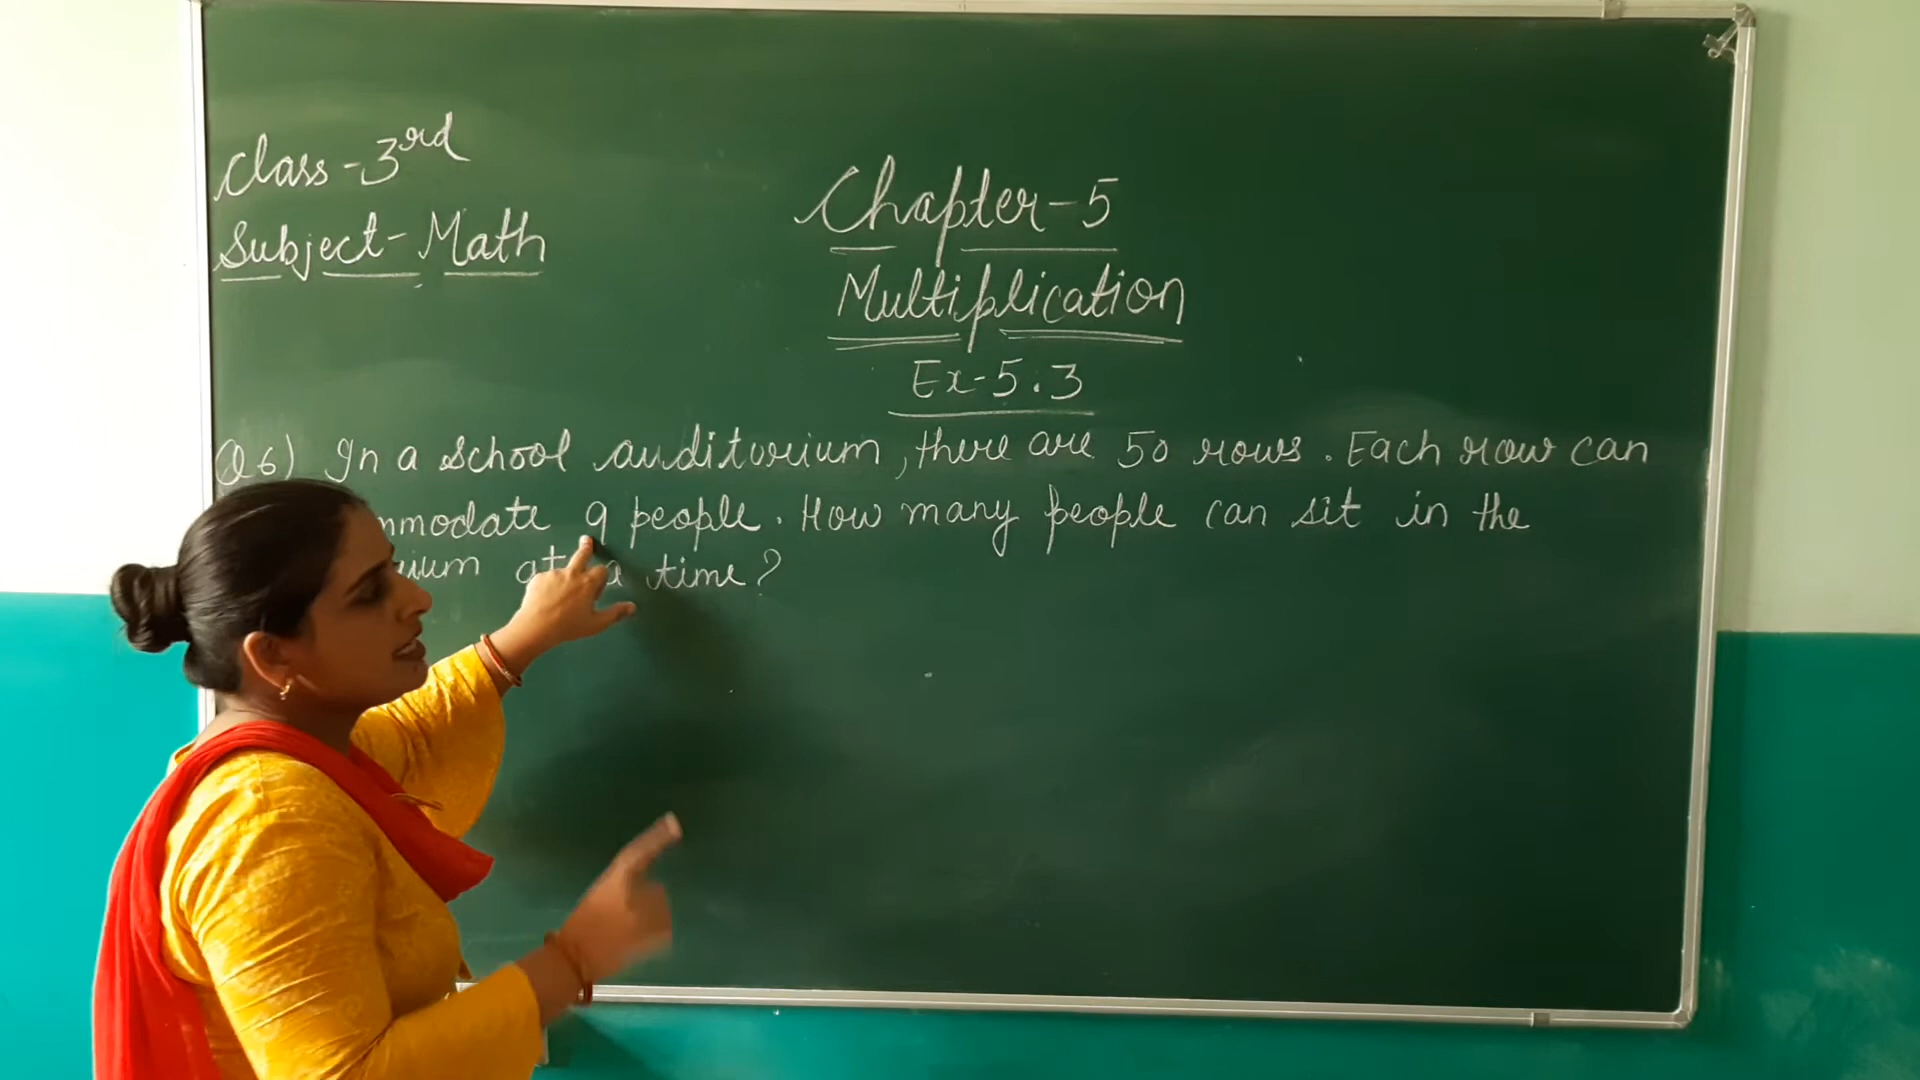 Class-3rd
Subject-Math
Chapter-5
Multiplication
Ex-5.3
Q6) In a school auditorium, there are 50 rows. Each row can
9 people. How many people can sit in the
at a time?